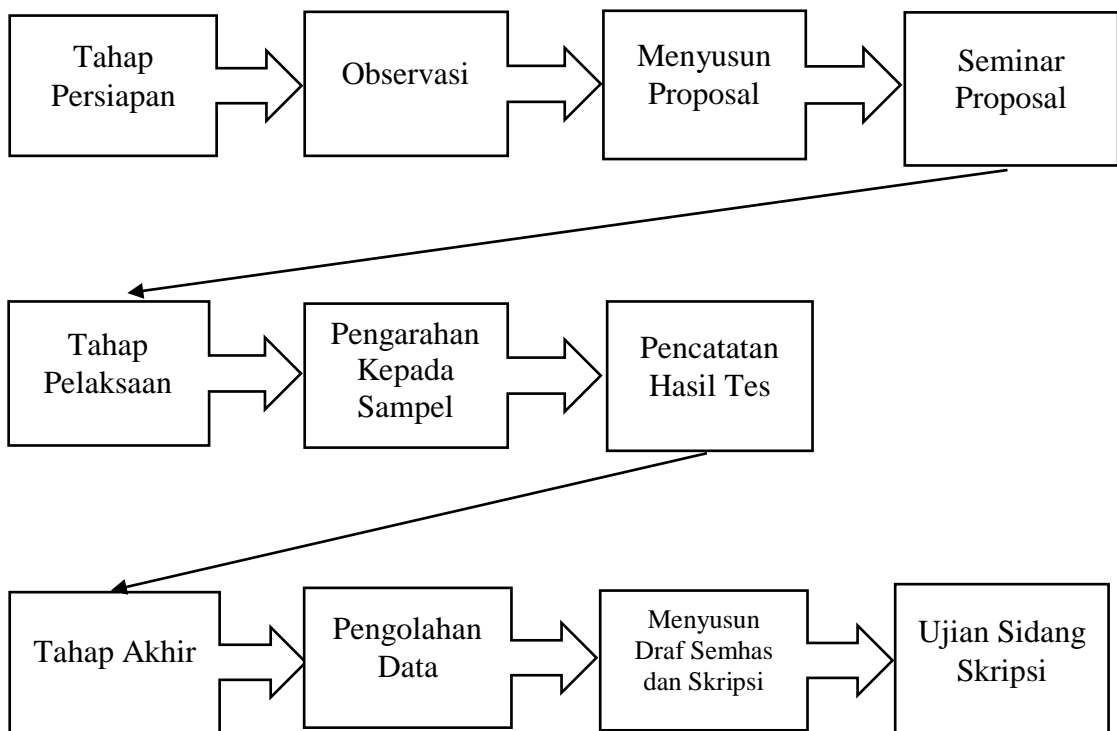 Tahap
Persiapan
Observasi
Menyusun
Proposal
Seminar
Proposal
Tahap
Pelaksaan
Pengarahan
Kepada
Sampel
Pencatatan
Hasil Tes
Tahap Akhir
Pengolahan
Data
Menyusun
Draf Semhas
dan Skripsi
Ujian Sidang
Skripsi